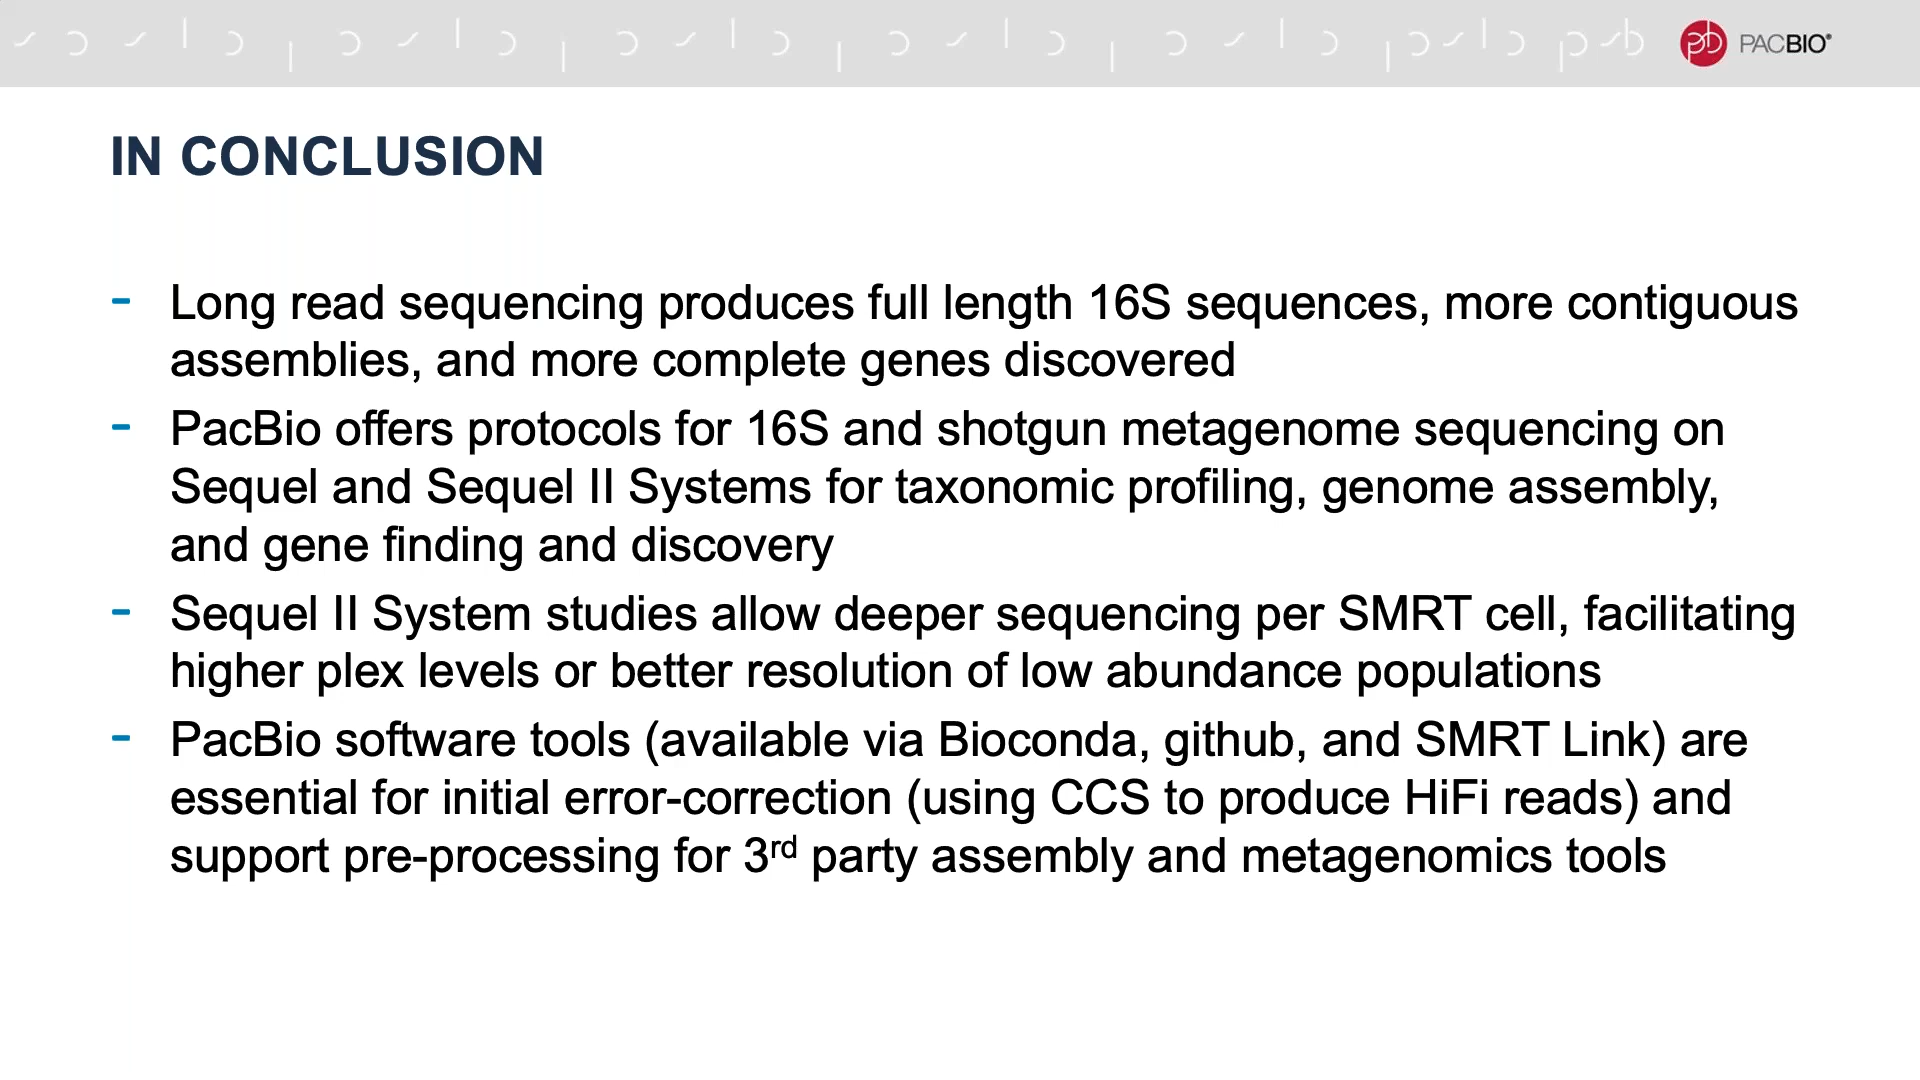 PACBIO®
IN CONCLUSION
- Long read sequencing produces full length 16S sequences, more contiguous
assemblies, and more complete genes discovered
- PacBio offers protocols for 16S and shotgun metagenome sequencing on
Sequel and Sequel II Systems for taxonomic profiling, genome assembly,
and gene finding and discovery
- Sequel II System studies allow deeper sequencing per SMRT cell, facilitating
higher plex levels or better resolution of low abundance populations
- PacBio software tools (available via Bioconda, github, and SMRT Link) are
essential for initial error-correction (using CCS to produce HiFi reads) and
support pre-processing for 3rd party assembly and metagenomics tools